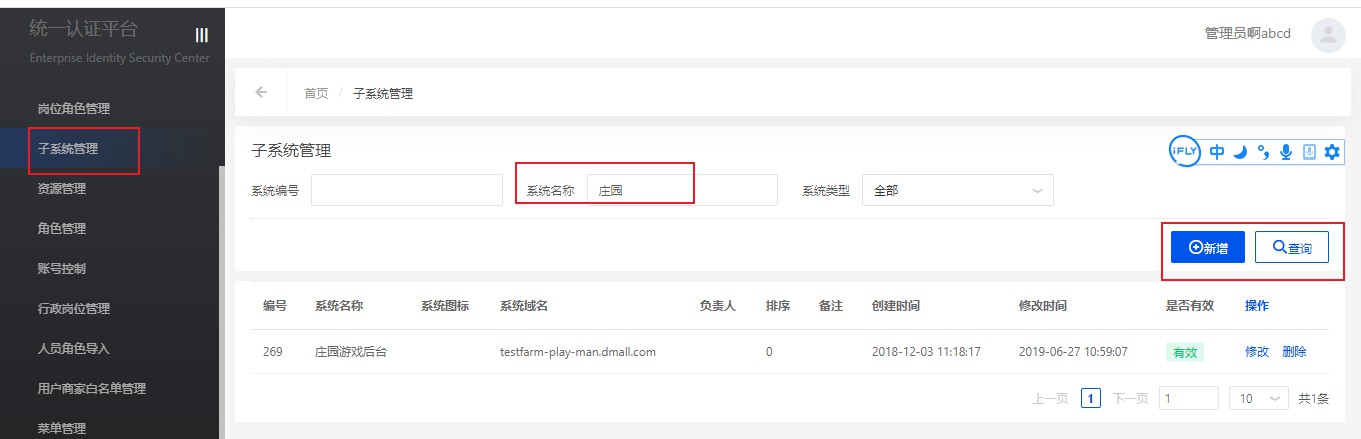 统一认证平台
Enterprise Identity Security Center
管理员啊abcd
岗位角色管理
子系统管理
资源管理
角色管理
账号控制
行政岗位管理
人员角色导入
用户商家白名单管理
菜单管理
首页 / 子系统管理
子系统管理
iFLY 中
系统编号 系统名称 庄园 系统类型 全部
新增 查询
编号 系统名称 系统图标 系统域名 负责人 排序 备注 创建时间 修改时间 是否有效 操作
269 庄园游戏后台 testfarm-play-man.dmall.com 0 2018-12-03 11:18:17 2019-06-27 10:59:07 有效 修改 删除
上一页 1 下一页 1 10 共1条